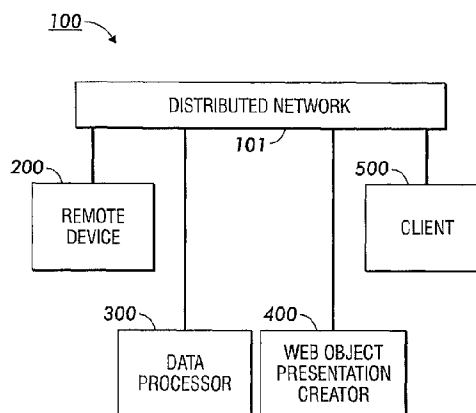 100
DISTRIBUTED NETWORK
101
200
REMOTE
DEVICE
500
CLIENT
300
DATA
PROCESSOR
400
WEB OBJECT
PRESENTATION
CREATOR